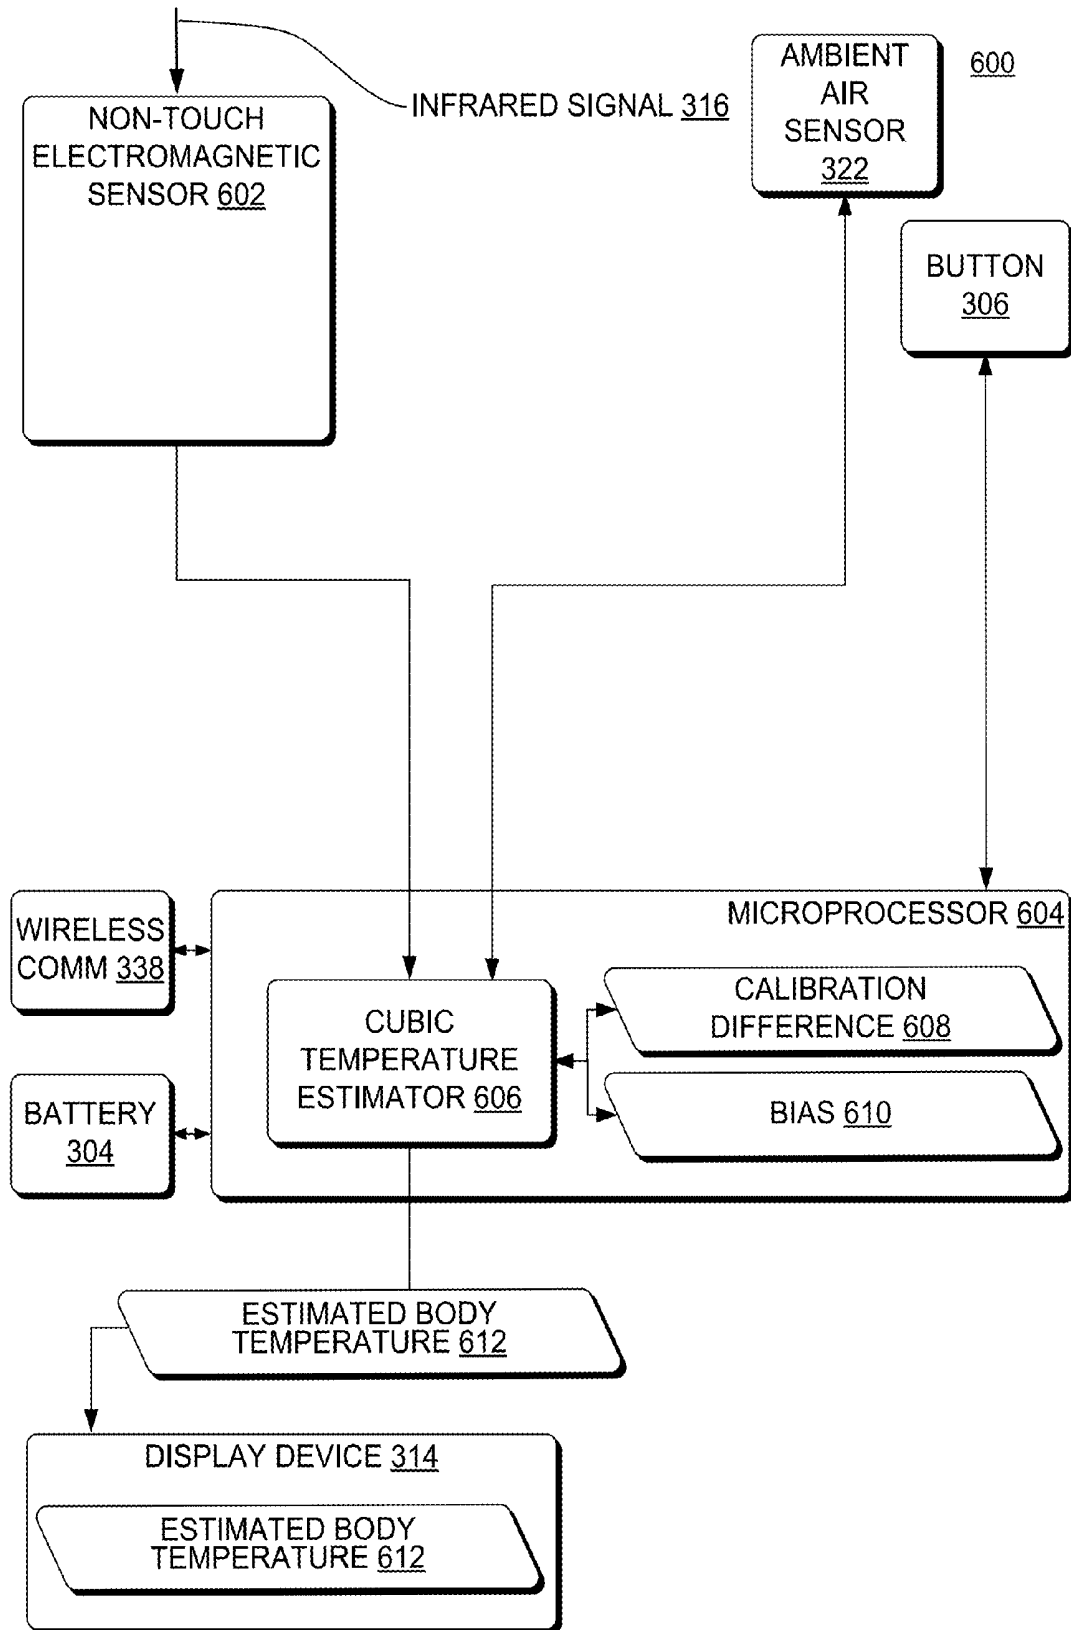 INFRARED SIGNAL 316
AMBIENT
AIR
SENSOR
322
600
NON-TOUCH
ELECTROMAGNETIC
SENSOR 602
BUTTON
306
WIRELESS
COMM 338
MICROPROCESSOR 604
CUBIC
TEMPERATURE
ESTIMATOR 606
CALIBRATION
DIFFERENCE 608
BIAS 610
BATTERY
304
ESTIMATED BODY
TEMPERATURE 612
DISPLAY DEVICE 314
ESTIMATED BODY
TEMPERATURE 612